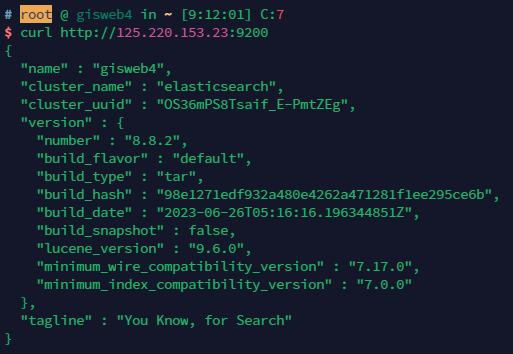 # root @ gisweb4 in ~ [9:12:01] C:7
$ curl http://125.220.153.23:9200
{
  "name" : "gisweb4",
  "cluster_name" : "elasticsearch",
  "cluster_uuid" : "OS36mPS8Tsaif_E-PmtZEg",
  "version" : {
    "number" : "8.8.2",
    "build_flavor" : "default",
    "build_type" : "tar",
    "build_hash" : "98e1271edf932a480e4262a471281f1ee295ce6b",
    "build_date" : "2023-06-26T05:16:16.196344851Z",
    "build_snapshot" : false,
    "lucene_version" : "9.6.0",
    "minimum_wire_compatibility_version" : "7.17.0",
    "minimum_index_compatibility_version" : "7.0.0"
  },
  "tagline" : "You Know, for Search"
}